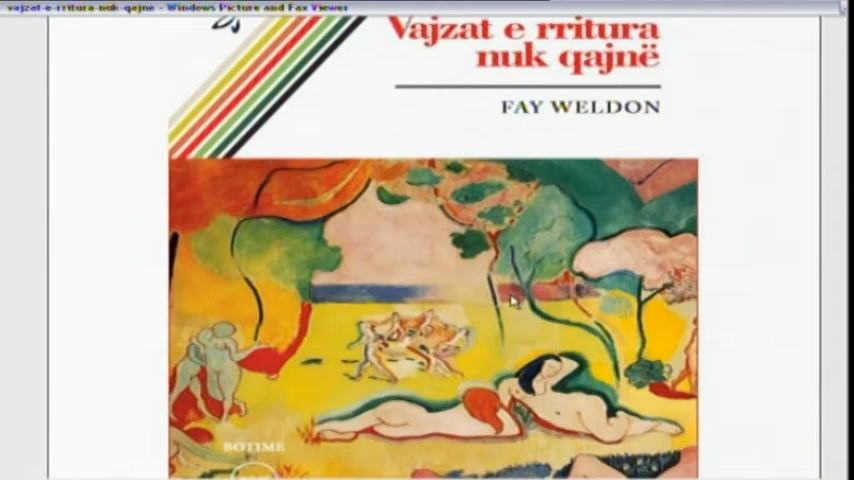 vajzat-e-rritura-nuk-qajne - Windows Picture and Fax Viewer
Vajzat e rritura
nuk qajnë
FAY WELDON
BOTIME